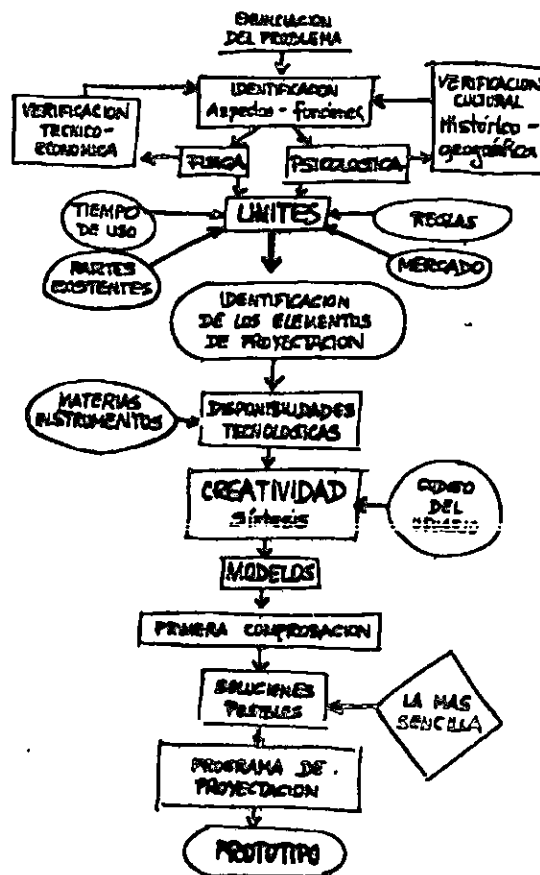 ENUNCIACION
DEL PROBLEMA
IDENTIFICACION
Aspectos - funciones
VERIFICACION
TECNICO -
ECONOMICA
VERIFICACION
CULTURAL
Histórico -
geográfica
FISICA
PSICOLOGICA
LIMITES
TIEMPO
DE USO
REGLAS
PARTES
EXISTENTES
MERCADO
IDENTIFICACION
DE LOS ELEMENTOS
DE PROYECTACION
MATERIAS
INSTRUMENTOS
DISPONIBILIDADES
TECNOLOGICAS
CREATIVIDAD
Síntesis
CODIGO
DEL
MODELOS
PRIMERA COMPROBACION
SOLUCIONES
POSIBLES
LA MAS
SENCILLA
PROGRAMA DE
PROYECTACION
PROTOTIPO